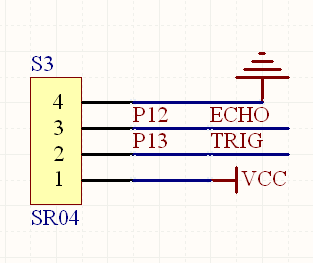 S3
4
P12 ECHO
3
P13 TRIG
2
1 VCC
SR04